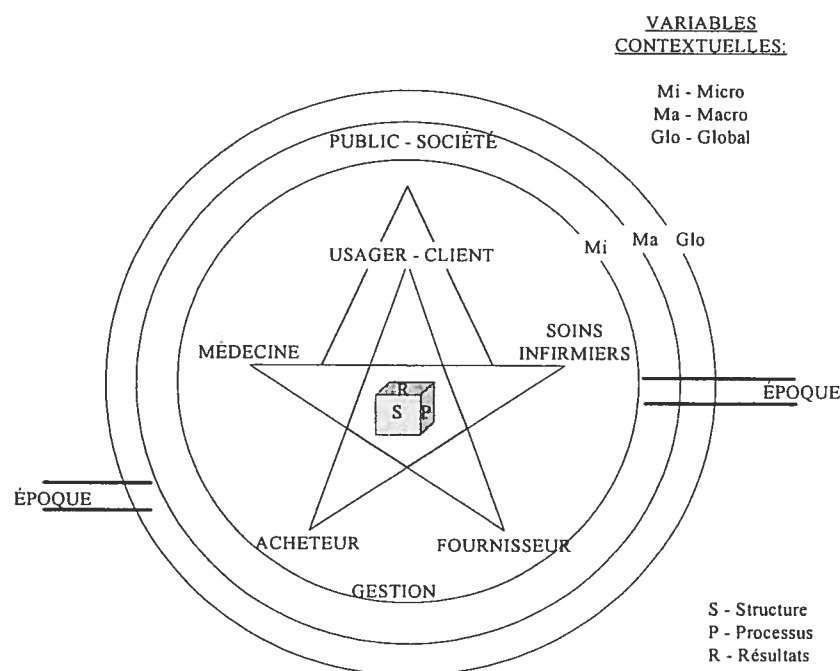 VARIABLES
CONTEXTUELLES:
Mi - Micro
Ma - Macro
Glo - Global
PUBLIC - SOCIÉTÉ
Mi
Ma
Glo
USAGER - CLIENT
MÉDECINE
SOINS
INFIRMIERS
R
S
P
ÉPOQUE
ÉPOQUE
ACHETEUR
FOURNISSEUR
GESTION
S - Structure
P - Processus
R - Résultats